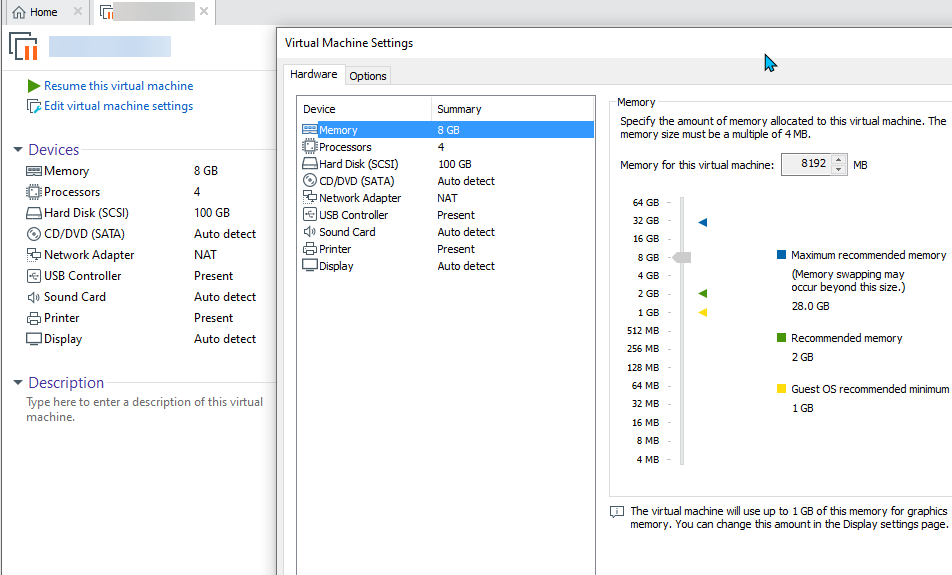 Home
Resume this virtual machine
Edit virtual machine settings
Devices
Memory 8 GB
Processors 4
Hard Disk (SCSI) 100 GB
CD/DVD (SATA) Auto detect
Network Adapter NAT
USB Controller Present
Sound Card Auto detect
Printer Present
Display Auto detect
Description
Type here to enter a description of this virtual
machine.
Virtual Machine Settings
Hardware Options
Device Summary
Memory 8 GB
Processors 4
Hard Disk (SCSI) 100 GB
CD/DVD (SATA) Auto detect
Network Adapter NAT
USB Controller Present
Sound Card Auto detect
Printer Present
Display Auto detect
Memory
Specify the amount of memory allocated to this virtual machine. The
memory size must be a multiple of 4 MB.
Memory for this virtual machine: 8192 MB
64 GB
32 GB
16 GB
8 GB
4 GB
2 GB
1 GB
512 MB
256 MB
128 MB
64 MB
32 MB
16 MB
8 MB
4 MB
Maximum recommended memory
(Memory swapping may
occur beyond this size.)
28.0 GB
Recommended memory
2 GB
Guest OS recommended minimum
1 GB
The virtual machine will use up to 1 GB of this memory for graphics
memory. You can change this amount in the Display settings page.